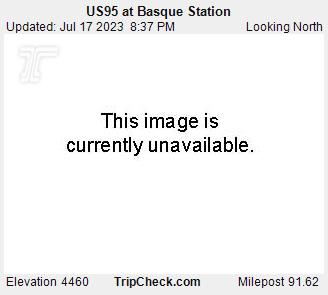 US95 at Basque Station
Updated: Jul 17 2023 8:37 PM Looking North
This image is
currently unavailable.
Elevation 4460 TripCheck.com Milepost 91.62